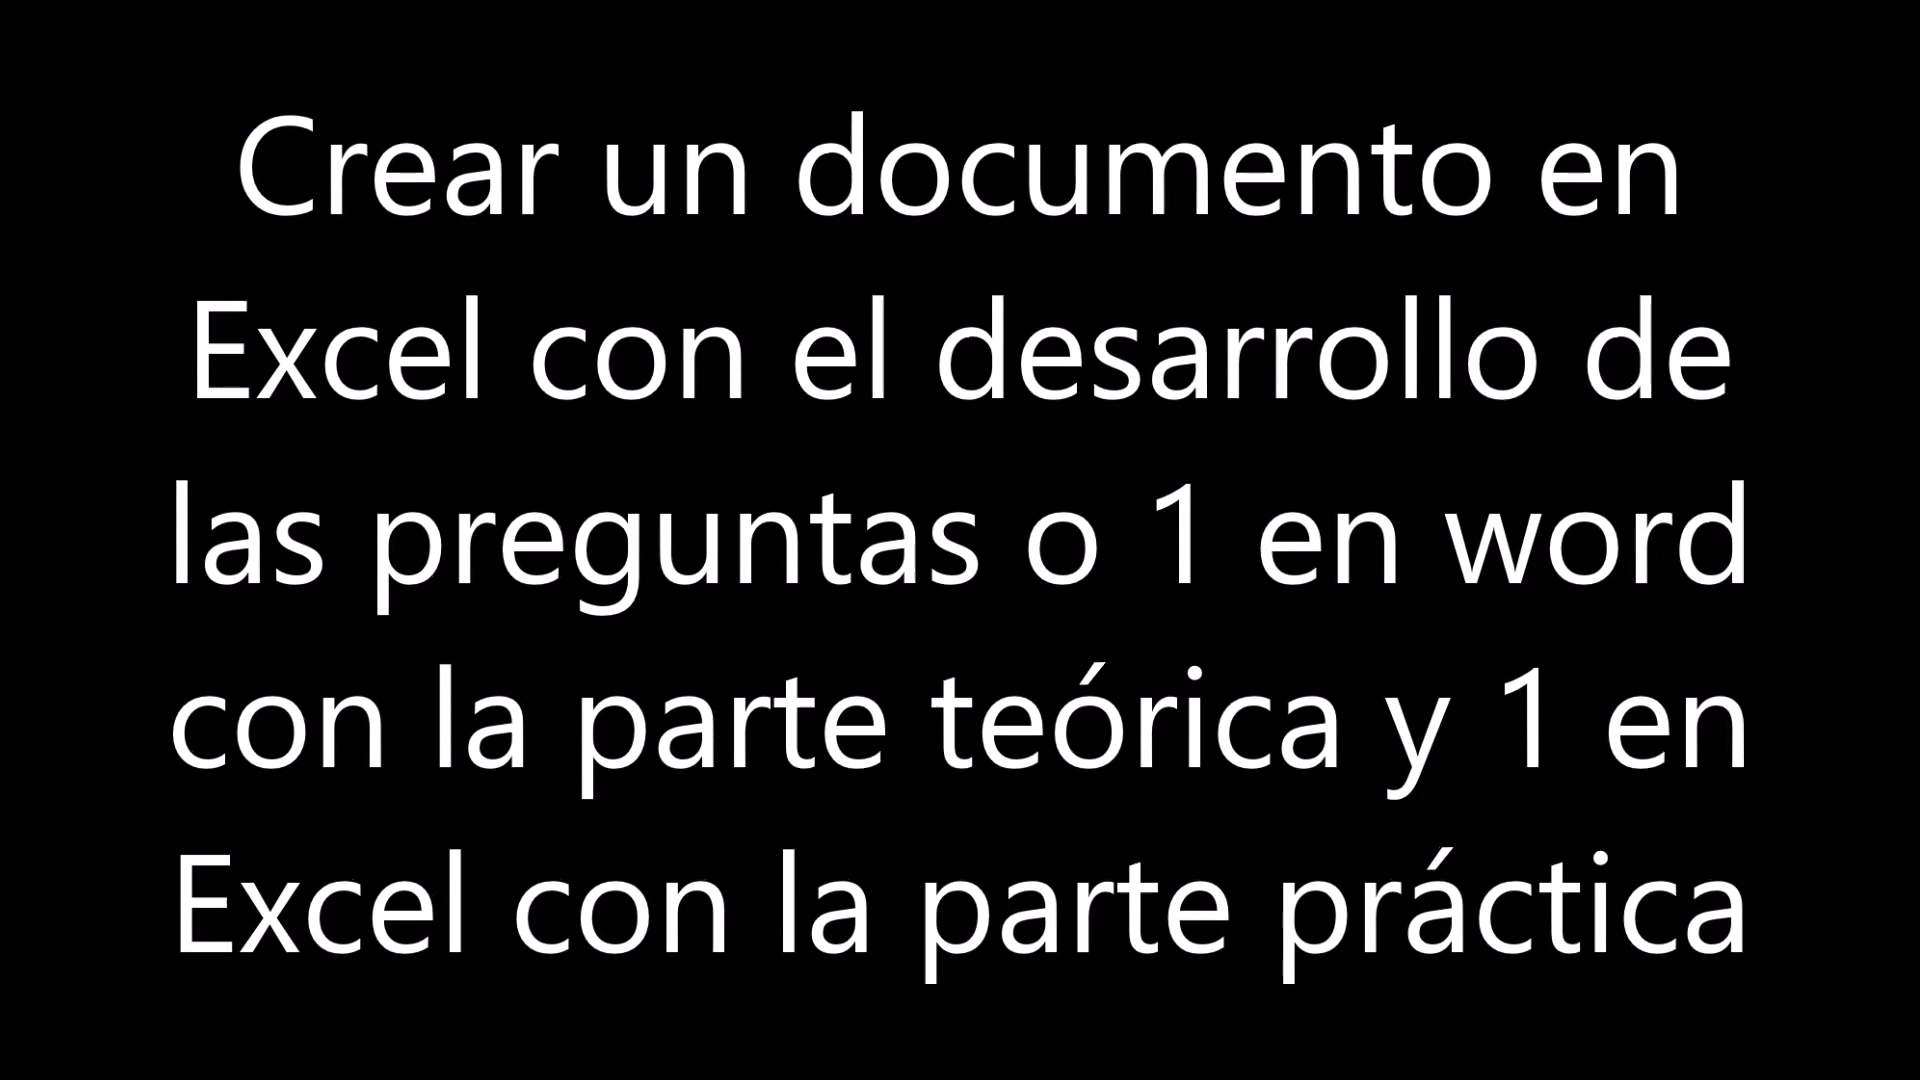 Crear un documento en
Excel con el desarrollo de
las preguntas o 1 en word
con la parte teórica y 1 en
Excel con la parte práctica